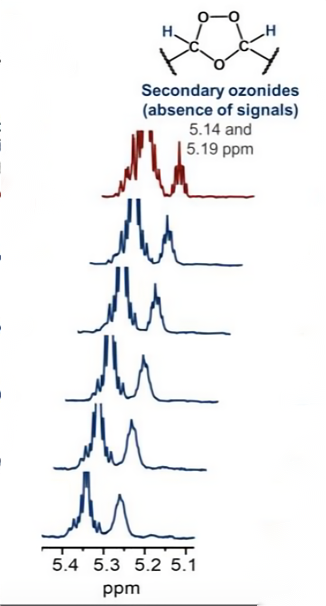 O–O
H H
C C
O
Secondary ozonides
(absence of signals)
5.14 and
5.19 ppm
5.4 5.3 5.2 5.1
ppm